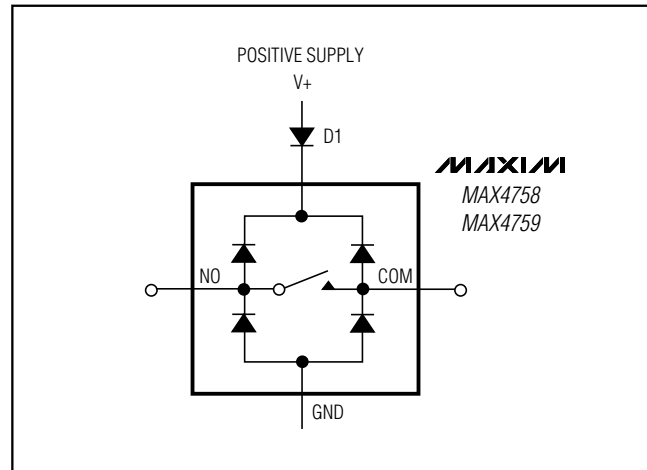 POSITIVE SUPPLY
V+
D1
MAXIM
MAX4758
MAX4759
NO
COM
GND